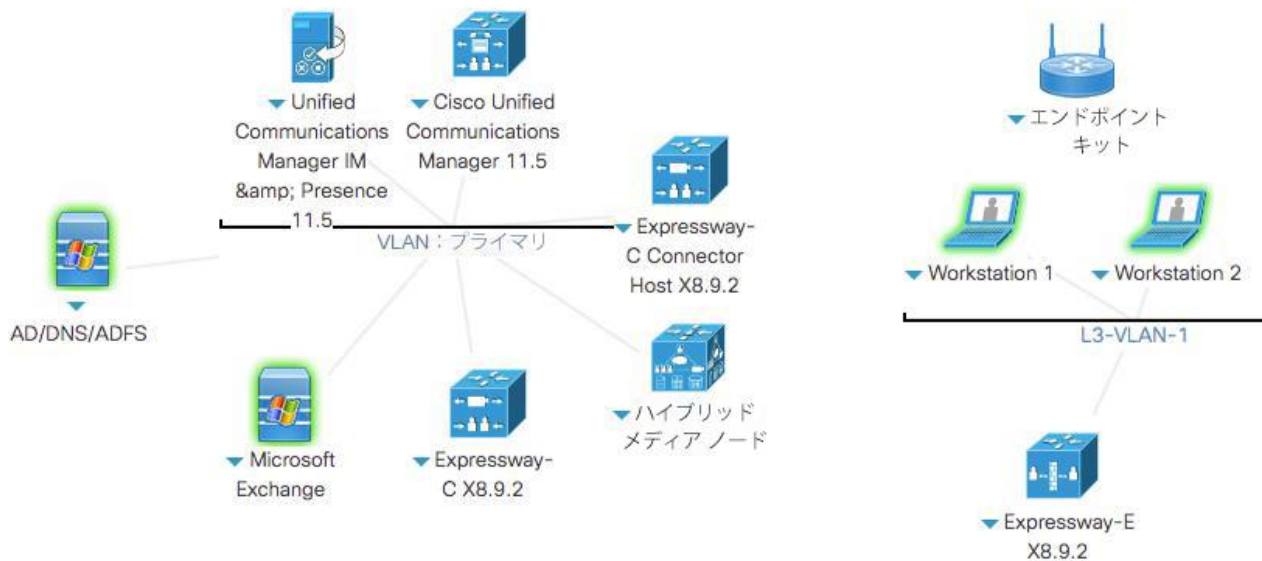 Unified
Communications
Manager IM
&amp; Presence
11.5
Cisco Unified
Communications
Manager 11.5
エンドポイント
キット
Expressway-
C Connector
Host X8.9.2
VLAN：プライマリ
AD/DNS/ADFS
Workstation 1
Workstation 2
L3-VLAN-1
Microsoft
Exchange
Expressway-
C X8.9.2
ハイブリッド
メディア ノード
Expressway-E
X8.9.2